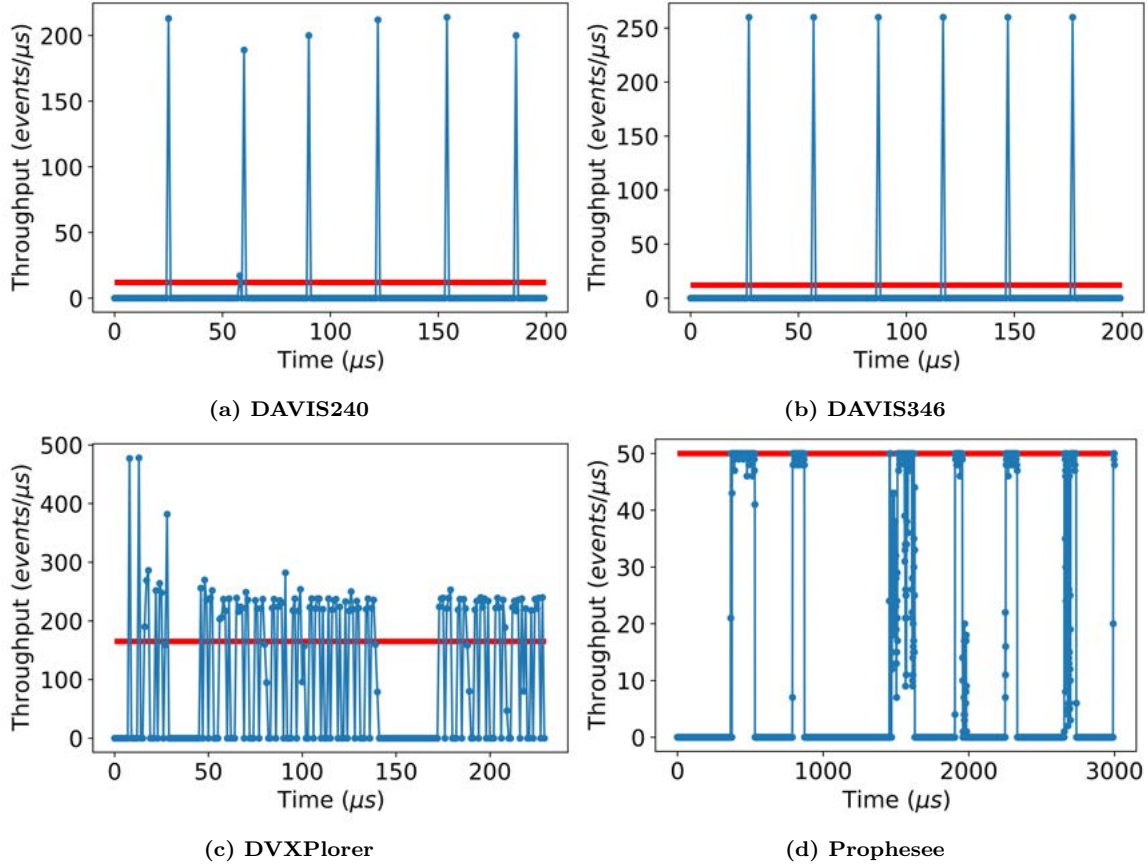 Throughput (events/μs)
200
150
100
50
0
0 50 100 150 200
Time (μs)
(a) DAVIS240
Throughput (events/μs)
250
200
150
100
50
0
0 50 100 150 200
Time (μs)
(b) DAVIS346
Throughput (events/μs)
500
400
300
200
100
0
0 50 100 150 200
Time (μs)
(c) DVXPlorer
Throughput (events/μs)
50
40
30
20
10
0
0 1000 2000 3000
Time (μs)
(d) Prophesee